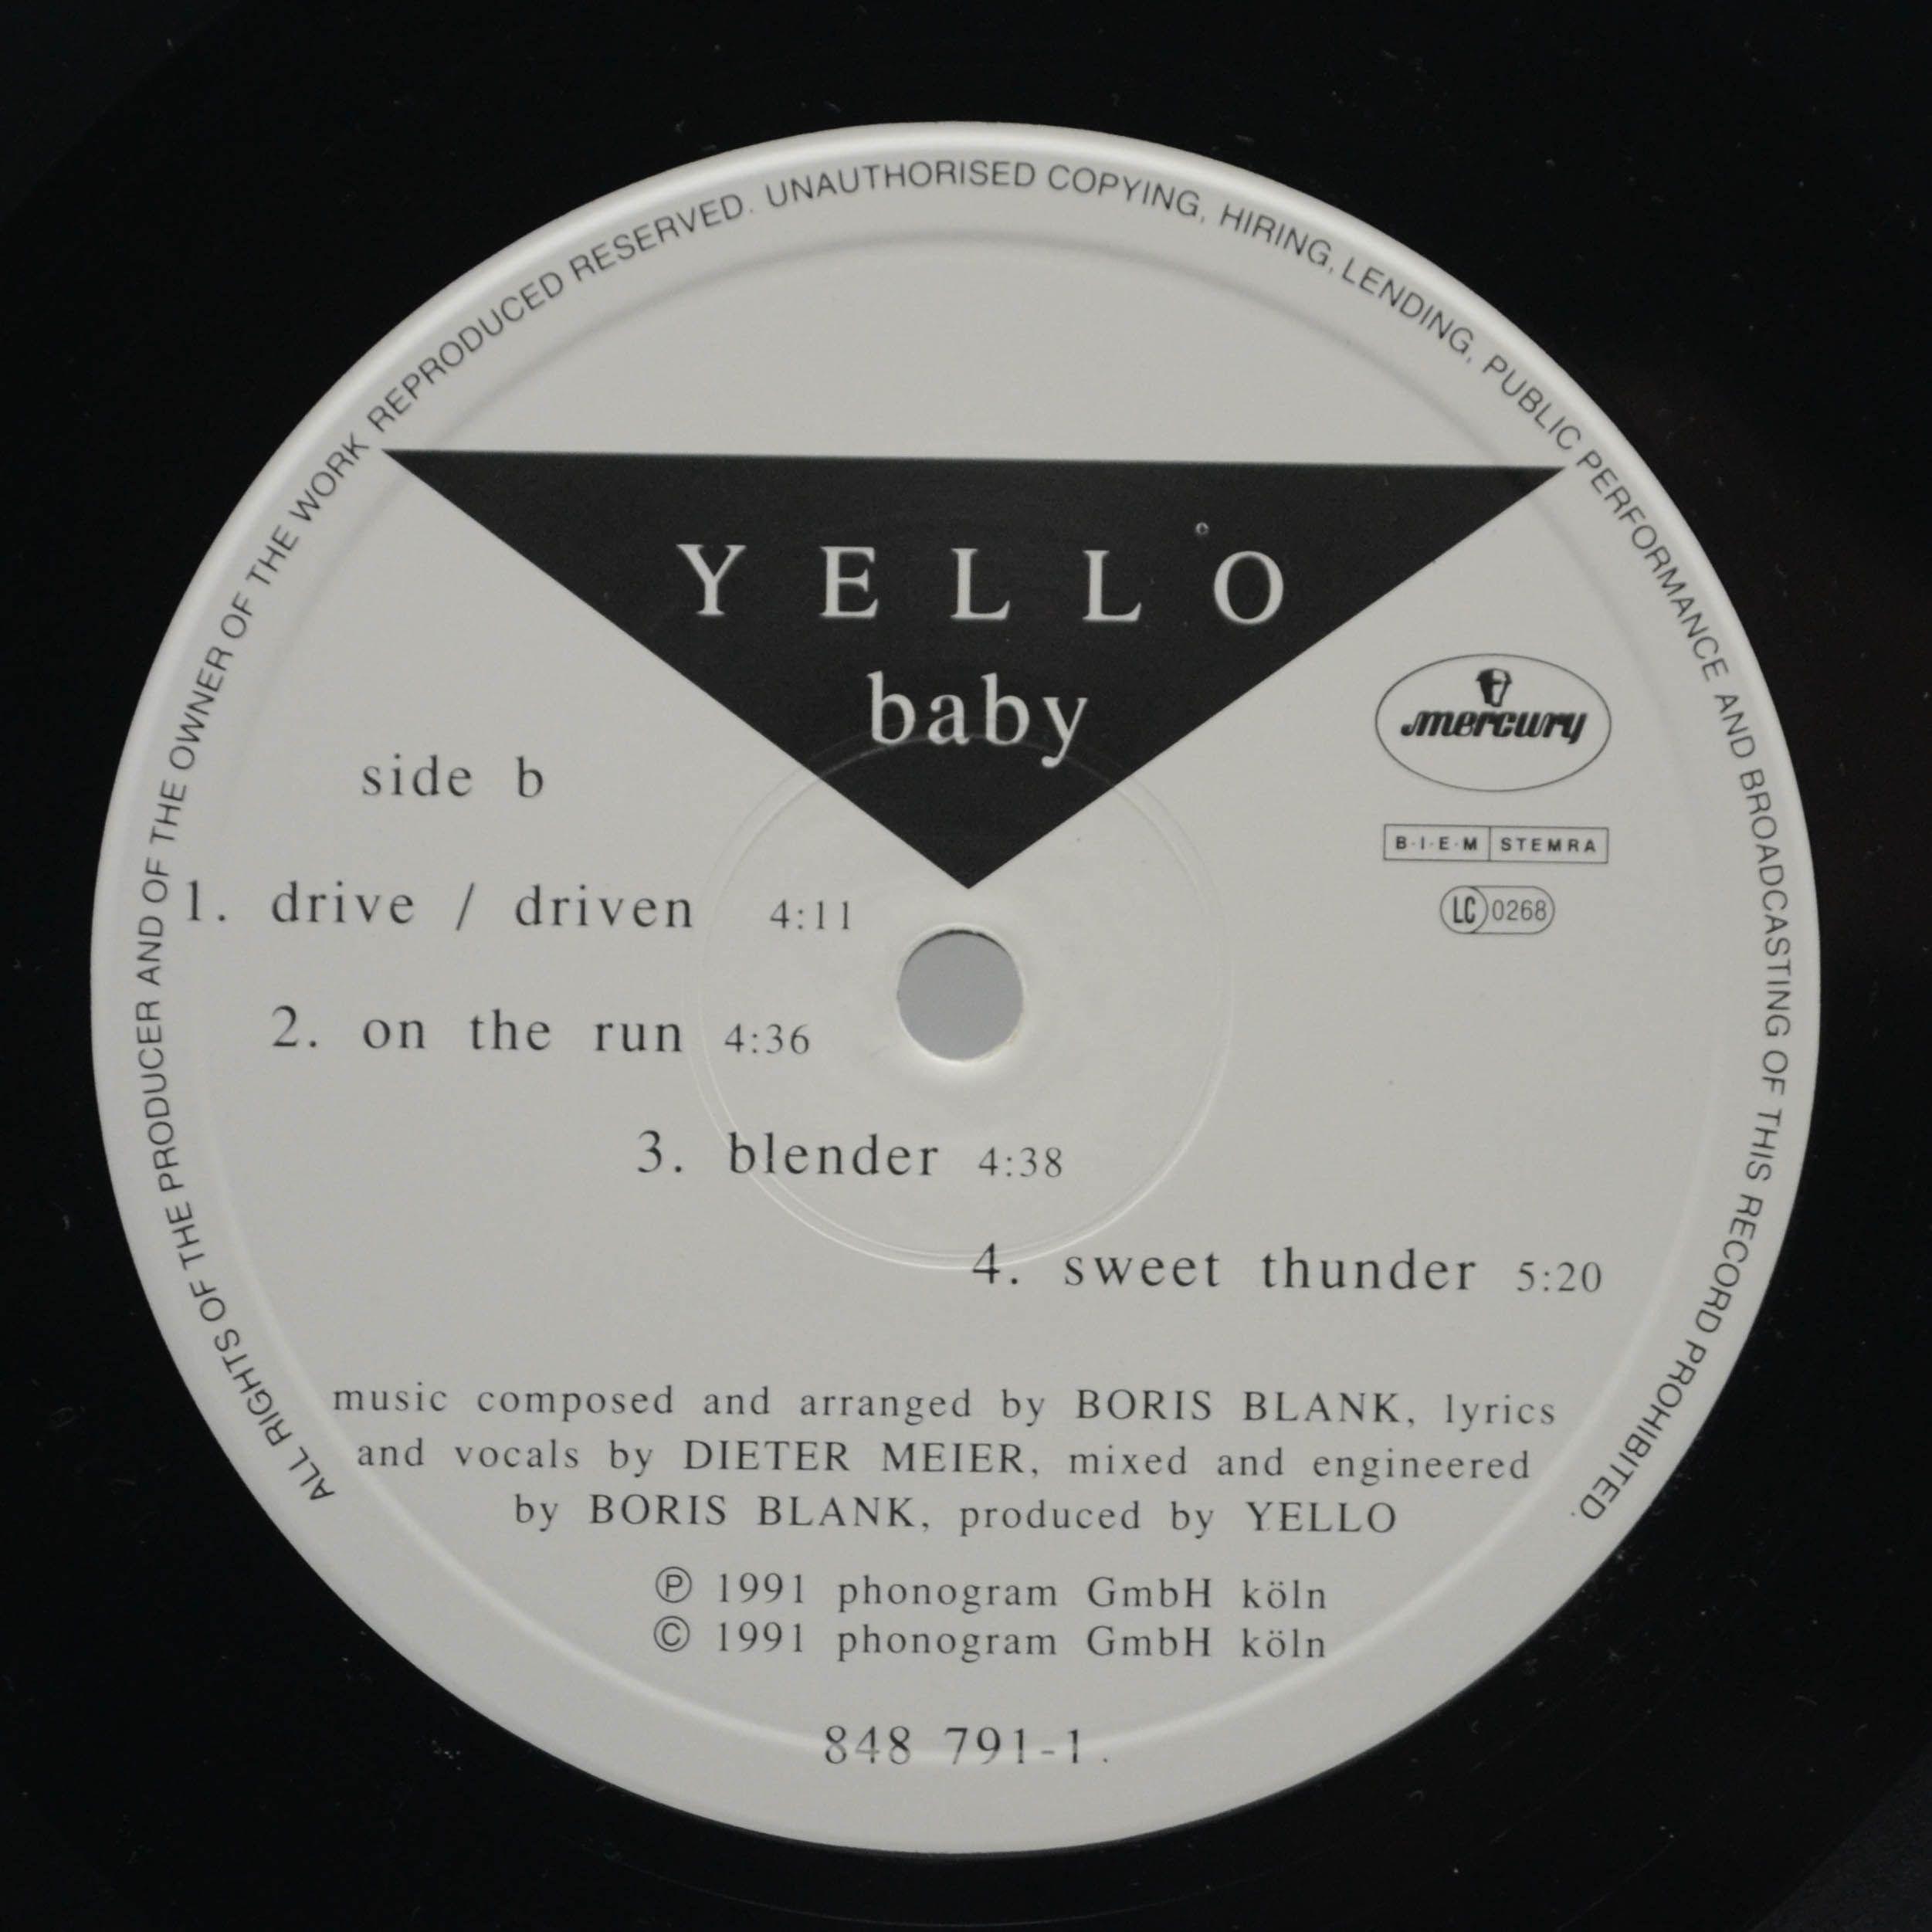 ALL RIGHTS OF THE PRODUCER AND OF THE OWNER OF THE WORK REPRODUCED RESERVED. UNAUTHORISED COPYING, HIRING, LENDING, PUBLIC PERFORMANCE AND BROADCASTING OF THIS RECORD PROHIBITED.
YELLO
baby
mercury
B·I·E·M STEMRA
LC 0268
side b
1. drive / driven 4:11
2. on the run 4:36
3. blender 4:38
4. sweet thunder 5:20
music composed and arranged by BORIS BLANK, lyrics
and vocals by DIETER MEIER, mixed and engineered
by BORIS BLANK, produced by YELLO
℗ 1991 phonogram GmbH köln
© 1991 phonogram GmbH köln
848 791-1.